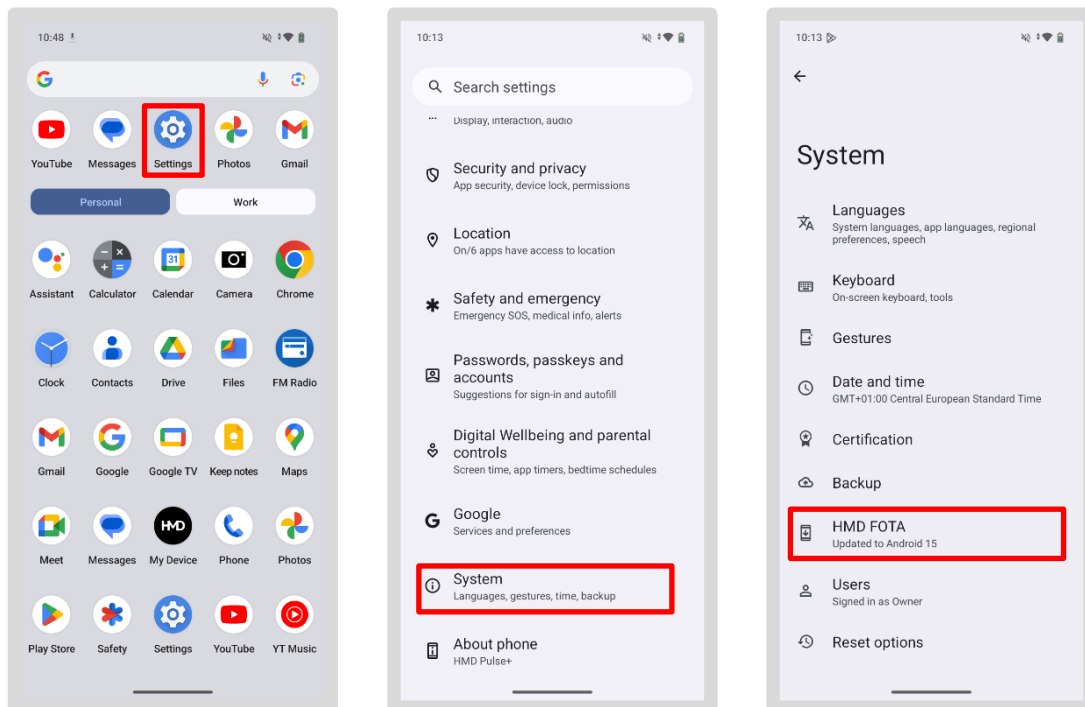 10:48
YouTube
Messages
Settings
Photos
Gmail
Personal
Work
31
Assistant
Calculator
Calendar
Camera
Chrome
Clock
Contacts
Drive
Files
FM Radio
Gmail
Google
Google TV
Keep notes
Maps
HMD
Meet
Messages
My Device
Phone
Photos
Play Store
Safety
Settings
YouTube
YT Music
10:13
Search settings
Display, interaction, audio
Security and privacy
App security, device lock, permissions
Location
On/6 apps have access to location
Safety and emergency
Emergency SOS, medical info, alerts
Passwords, passkeys and
accounts
Suggestions for sign-in and autofill
Digital Wellbeing and parental
controls
Screen time, app timers, bedtime schedules
Google
Services and preferences
System
Languages, gestures, time, backup
About phone
HMD Pulse+
10:13
System
Languages
System languages, app languages, regional
preferences, speech
Keyboard
On-screen keyboard, tools
Gestures
Date and time
GMT+01:00 Central European Standard Time
Certification
Backup
HMD FOTA
Updated to Android 15
Users
Signed in as Owner
Reset options